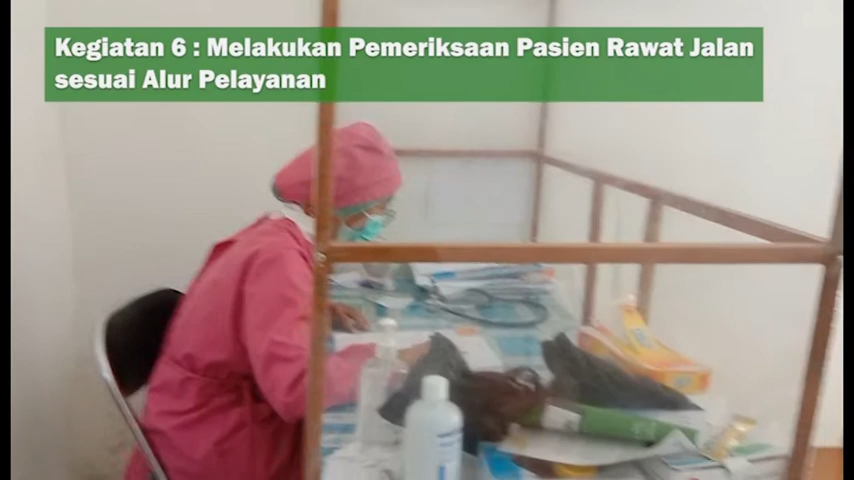 Kegiatan 6 : Melakukan Pemeriksaan Pasien Rawat Jalan
sesuai Alur Pelayanan